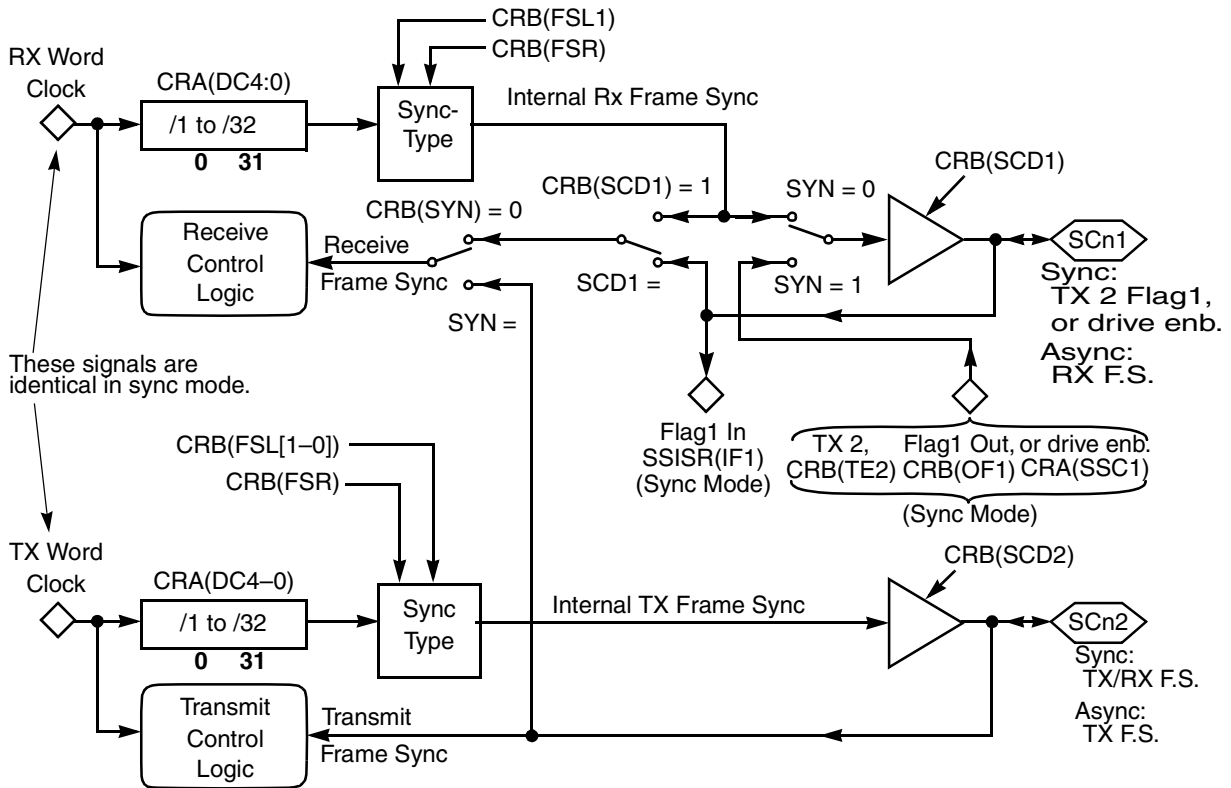 CRB(FSL1)
CRB(FSR)
RX Word
Clock
CRA(DC4:0)
/1 to /32
0 31
Sync-
Type
Internal Rx Frame Sync
CRB(SCD1)
CRB(SCD1) = 1
SYN = 0
CRB(SYN) = 0
Receive
Control
Logic
Receive
Frame Sync
SCD1 =
SYN = 1
SYN =
SCn1
Sync:
TX 2 Flag1,
or drive enb.
Async:
RX F.S.
These signals are
identical in sync mode.
Flag1 In
SSISR(IF1)
(Sync Mode)
TX 2, Flag1 Out, or drive enb.
CRB(TE2) CRB(OF1) CRA(SSC1)
(Sync Mode)
CRB(FSL[1–0])
CRB(FSR)
TX Word
Clock
CRA(DC4–0)
/1 to /32
0 31
Sync
Type
Internal TX Frame Sync
CRB(SCD2)
SCn2
Sync:
TX/RX F.S.
Async:
TX F.S.
Transmit
Control
Logic
Transmit
Frame Sync